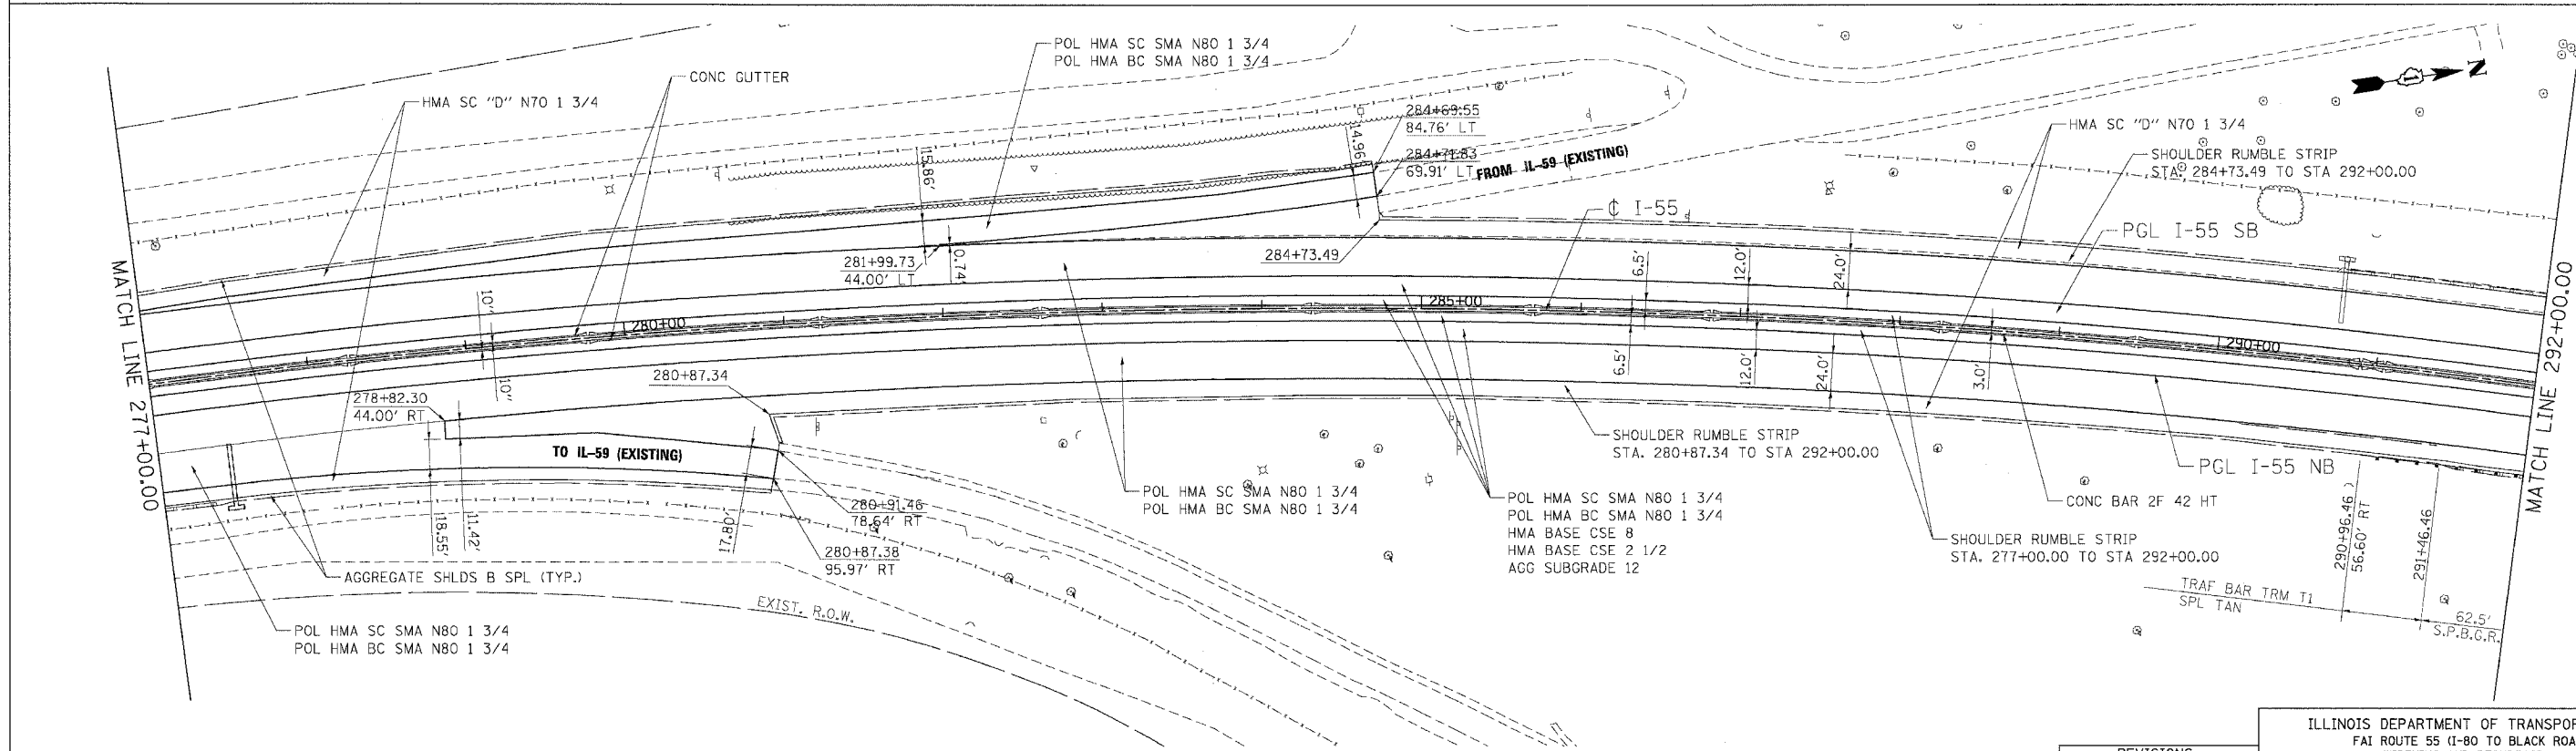 POL HMA SC SMA N80 1 3/4
POL HMA BC SMA N80 1 3/4
CONC GUTTER
HMA SC "D" N70 1 3/4
N
284+69.55
84.76' LT
14.96'
284+71.83
69.91' LT
FROM IL-59 (EXISTING)
15.86'
HMA SC "D" N70 1 3/4
SHOULDER RUMBLE STRIP
STA. 284+73.49 TO STA 292+00.00
℄ I-55
PGL I-55 SB
281+99.73
44.00' LT
0.74'
284+73.49
6.5'
12.0'
24.0'
MATCH LINE 277+00.00
10"
280+00
285+00
290+00
10"
6.5'
12.0'
24.0'
3.0'
MATCH LINE 292+00.00
280+87.34
278+82.30
44.00' RT
TO IL-59 (EXISTING)
SHOULDER RUMBLE STRIP
STA. 280+87.34 TO STA 292+00.00
PGL I-55 NB
POL HMA SC SMA N80 1 3/4
POL HMA BC SMA N80 1 3/4
POL HMA SC SMA N80 1 3/4
POL HMA BC SMA N80 1 3/4
HMA BASE CSE 8
HMA BASE CSE 2 1/2
AGG SUBGRADE 12
CONC BAR 2F 42 HT
280+91.46
78.64' RT
18.55'
11.42'
17.80'
280+87.38
95.97' RT
SHOULDER RUMBLE STRIP
STA. 277+00.00 TO STA 292+00.00
290+96.46
56.60' RT
291+46.46
AGGREGATE SHLDS B SPL (TYP.)
EXIST. R.O.W.
TRAF BAR TRM T1
SPL TAN
62.5'
S.P.B.G.R.
POL HMA SC SMA N80 1 3/4
POL HMA BC SMA N80 1 3/4
ILLINOIS DEPARTMENT OF TRANSPOR
FAI ROUTE 55 (I-80 TO BLACK ROA
REVISIONS